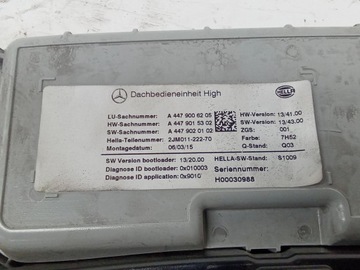 Dachbedieneinheit High
HELLA
LU-Sachnummer: A 447 900 62 05
HW-Sachnummer: A 447 901 53 02
SW-Sachnummer: A 447 902 01 02
Hella-Teilenummer: 2JM011-222-70
Montagedatum: 06/03/15
HW-Version: 13/41.00
SW-Version: 13/43.00
ZGS: 001
Farbe: 7H52
Q-Stand: Q03
SW Version bootloader: 13/20.00
Diagnose ID bootloader: 0x010003
Diagnose ID application: 0x9010
HELLA-SW-Stand: S1009
Seriennummer:
H00030988